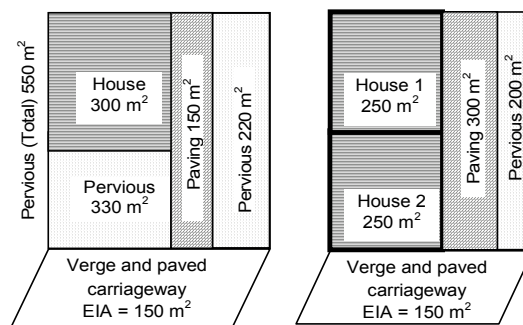 Pervious (Total) 550 m²
House
300 m²
Pervious
330 m²
Paving 150 m²
Pervious 220 m²
Verge and paved
carriageway
EIA = 150 m²
House 1
250 m²
House 2
250 m²
Paving 300 m²
Pervious 200 m²
Verge and paved
carriageway
EIA = 150 m²